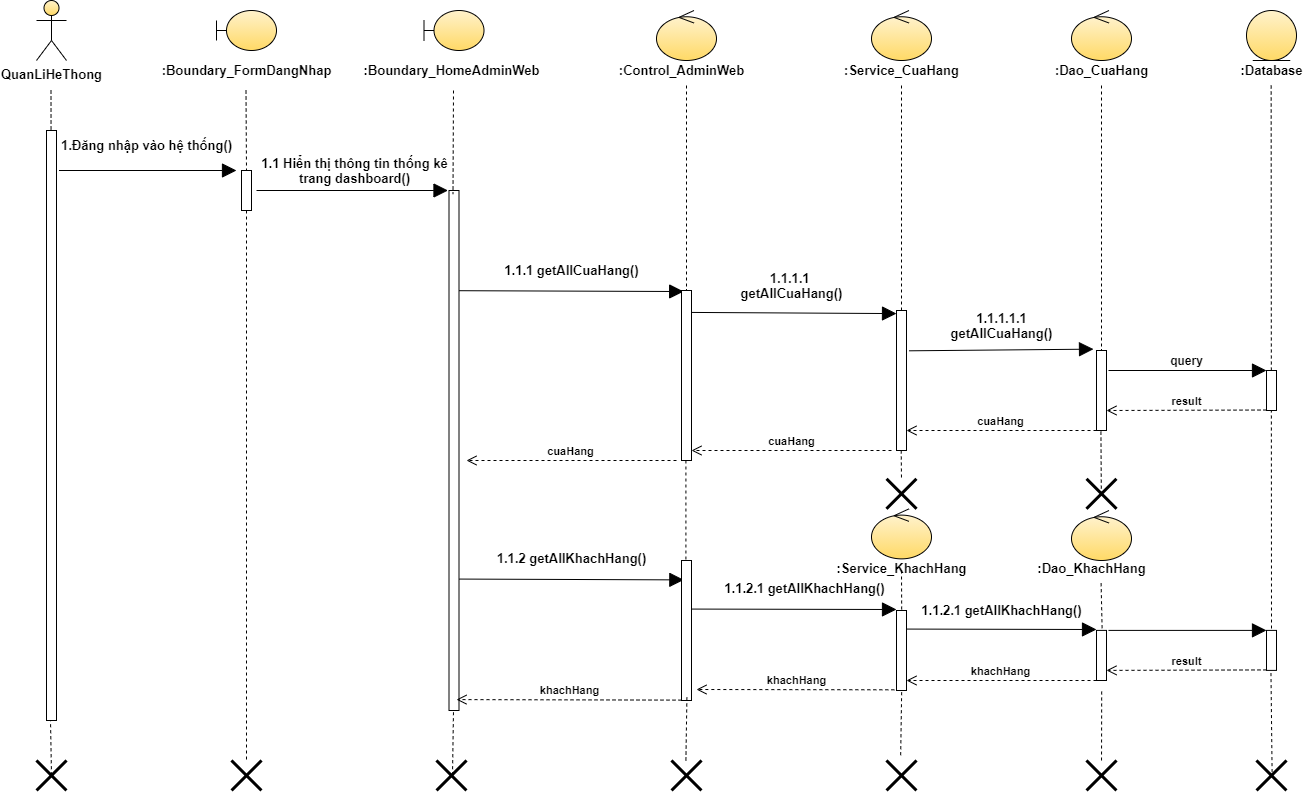 QuanLiHeThong
:Boundary_FormDangNhap
:Boundary_HomeAdminWeb
:Control_AdminWeb
:Service_CuaHang
:Dao_CuaHang
:Database
1.Đăng nhập vào hệ thống()
1.1 Hiển thị thông tin thống kê
trang dashboard()
1.1.1 getAllCuaHang()
1.1.1.1
getAllCuaHang()
1.1.1.1.1
getAllCuaHang()
query
result
cuaHang
cuaHang
cuaHang
:Service_KhachHang
:Dao_KhachHang
1.1.2 getAllKhachHang()
1.1.2.1 getAllKhachHang()
1.1.2.1 getAllKhachHang()
result
khachHang
khachHang
khachHang